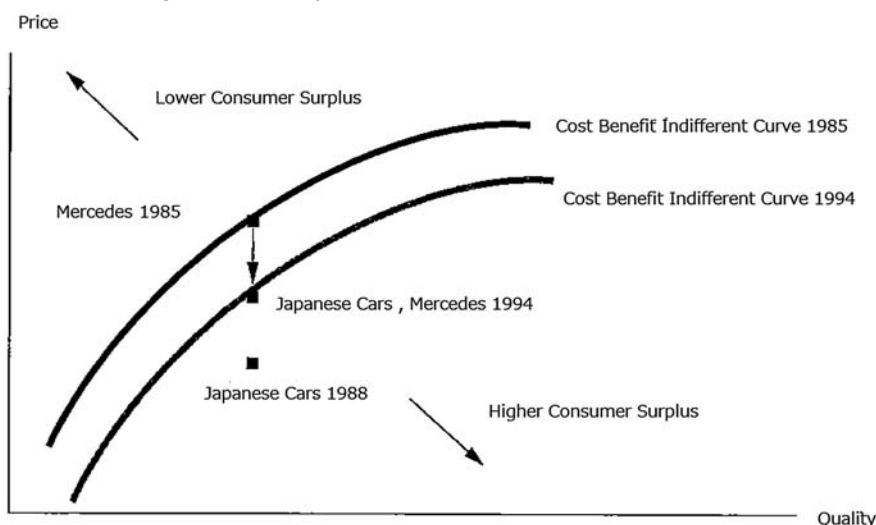 Price
Lower Consumer Surplus
Cost Benefit Indifferent Curve 1985
Cost Benefit Indifferent Curve 1994
Mercedes 1985
Japanese Cars , Mercedes 1994
Japanese Cars 1988
Higher Consumer Surplus
Quality